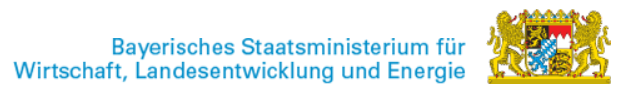 Bayerisches Staatsministerium für
Wirtschaft, Landesentwicklung und Energie